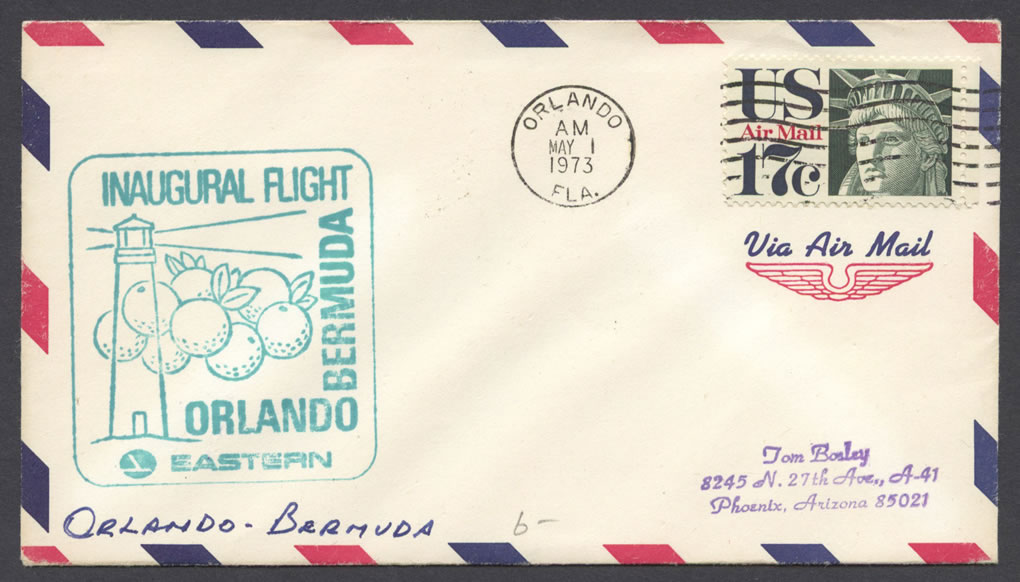 INAUGURAL FLIGHT
BERMUDA
ORLANDO
EASTERN
ORLANDO
AM
MAY 1
1973
FLA.
US
Air Mail
17c
Via Air Mail
Tom Bosley
8245 N. 27th Ave., A-41
Phoenix, Arizona 85021
ORLANDO - BERMUDA
6-